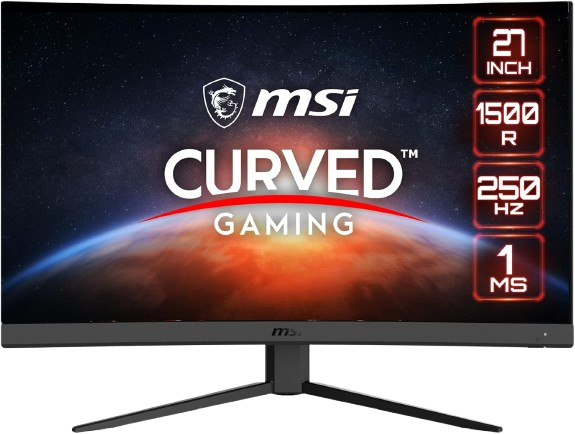 msi
CURVED™
GAMING
27
INCH
1500
R
250
HZ
1
MS
msi